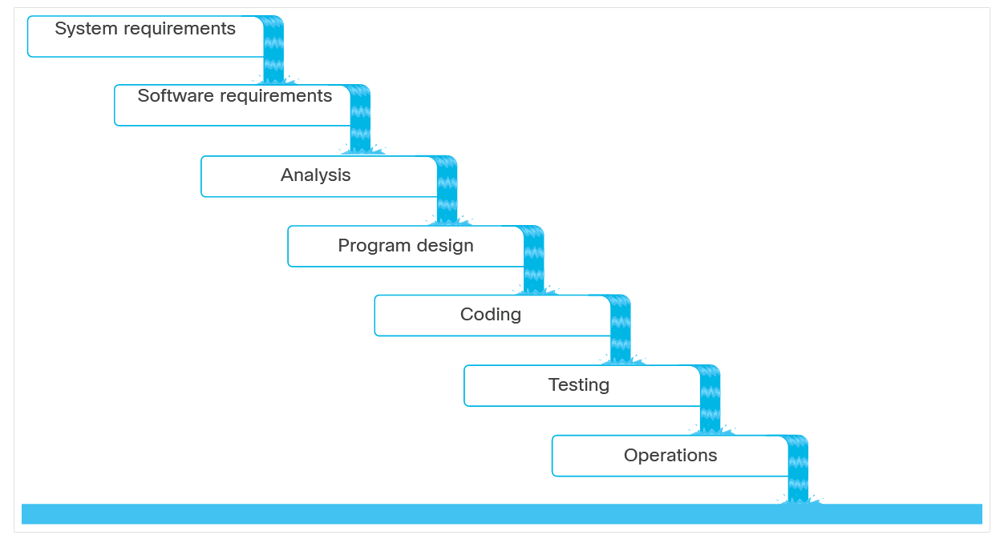 System requirements
Software requirements
Analysis
Program design
Coding
Testing
Operations